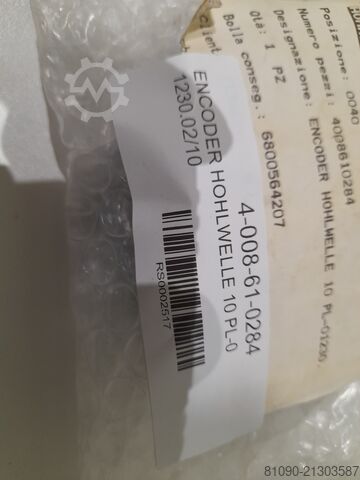 Posizione: 0040
Numero pezzi: 4008610284
Designazione: ENCODER HOHLWELLE 10 PL-01230.
Qtà: 1 PZ
Bolla conseg.: 6800564207
4-008-61-0284
ENCODER HOHLWELLE 10 PL-0
1230.02/10
RS0002517
81090-21303587